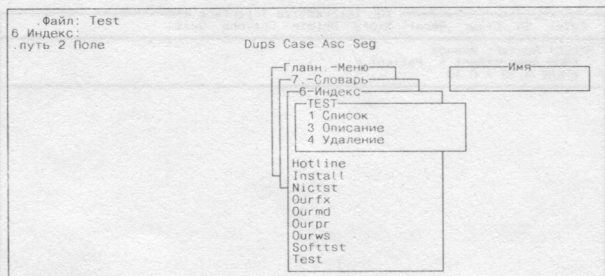 .Файл: Test
6 Индекс:
.путь 2 Поле
Dups Case Asc Seg
Главн.-Меню
Имя
7.-Словарь
6-Индекс
TEST
1 Список
3 Описание
4 Удаление
Hotline
Install
Nictst
Ourfx
Ourmd
Ourpr
Ourws
Softtst
Test